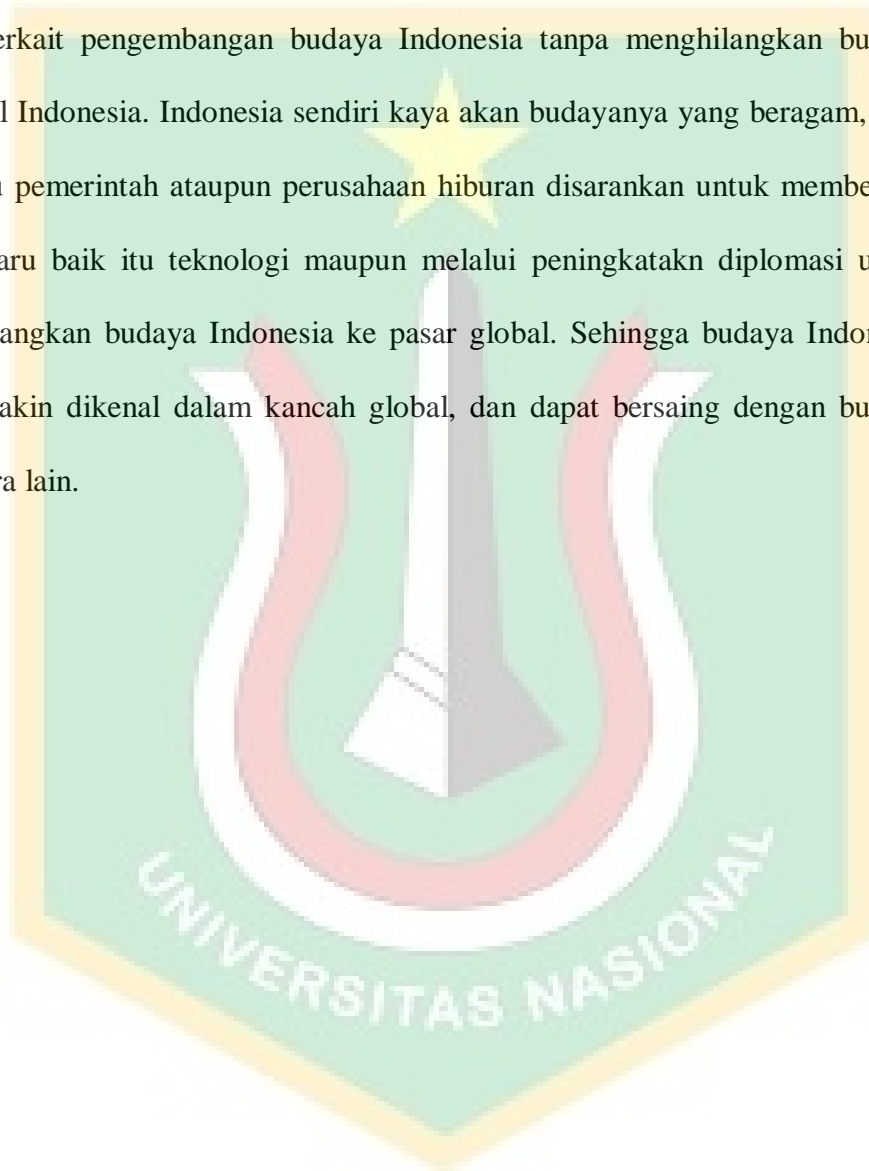 erkait pengembangan budaya Indonesia tanpa menghilangkan bu
l Indonesia. Indonesia sendiri kaya akan budayanya yang beragam,
u pemerintah ataupun perusahaan hiburan disarankan untuk membe
aru baik itu teknologi maupun melalui peningkatakn diplomasi u
angkan budaya Indonesia ke pasar global. Sehingga budaya Indon
akin dikenal dalam kancah global, dan dapat bersaing dengan bu
ra lain.
UNIVERSITAS NASIONAL